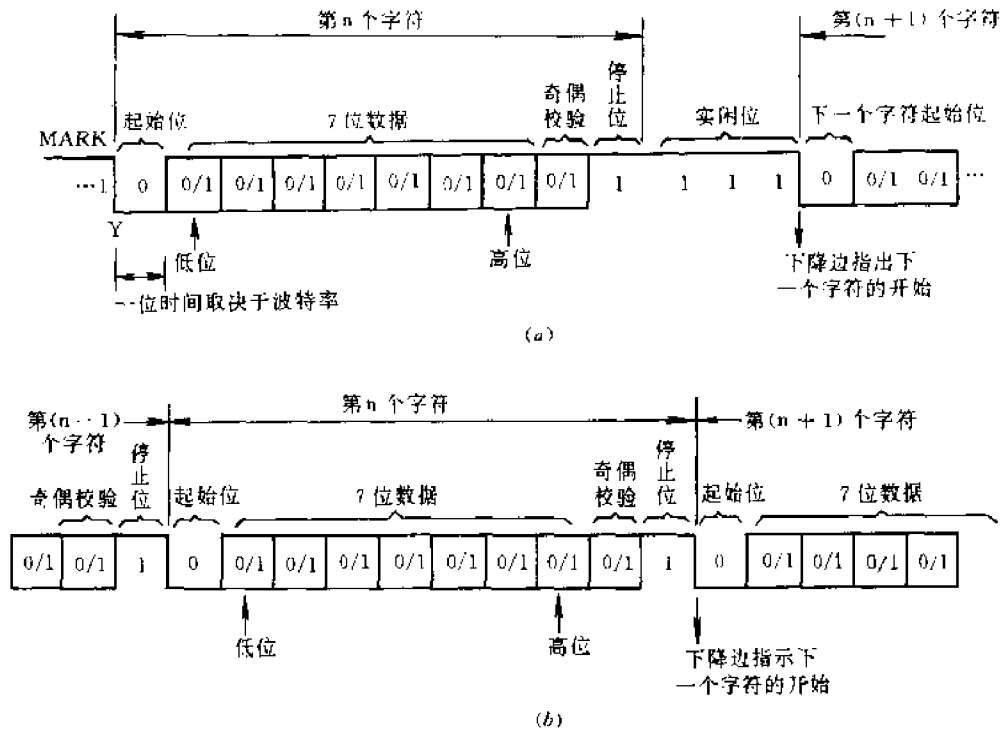 第n个字符
第(n + 1) 个字符
MARK
起始位
7位数据
奇偶
校验
停止位
实闲位
下一个字符起始位
…1 0 0/1 0/1 0/1 0/1 0/1 0/1 0/1 0/1 1 1 1 1 0 0/1 0/1 …
Y
低位
高位
下降边指出下
一个字符的开始
一位时间取决于波特率
(a)
第(n - 1)
个字符
第n个字符
第(n + 1) 个字符
奇偶校验
停止位
起始位
7位数据
奇偶
校验
停止位
起始位
7位数据
0/1 0/1 1 0 0/1 0/1 0/1 0/1 0/1 0/1 0/1 0/1 1 0 0/1 0/1 0/1 0/1
低位
高位
下降边指示下
一个字符的开始
(b)